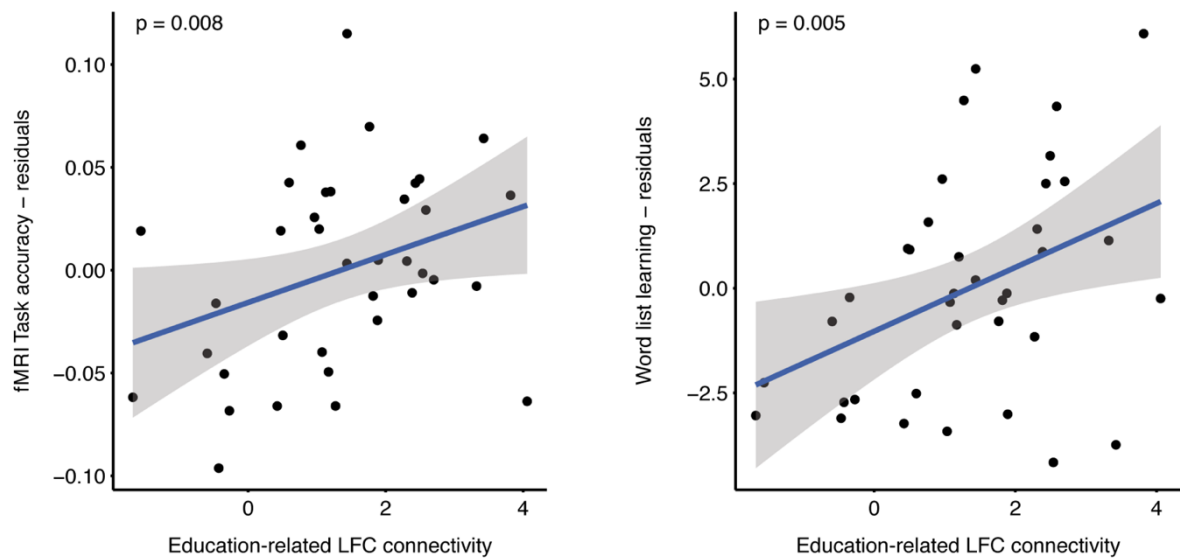 p = 0.008
0.10
0.05
0.00
−0.05
−0.10
fMRI Task accuracy – residuals
0
2
4
Education-related LFC connectivity
p = 0.005
5.0
2.5
0.0
−2.5
Word list learning – residuals
0
2
4
Education-related LFC connectivity